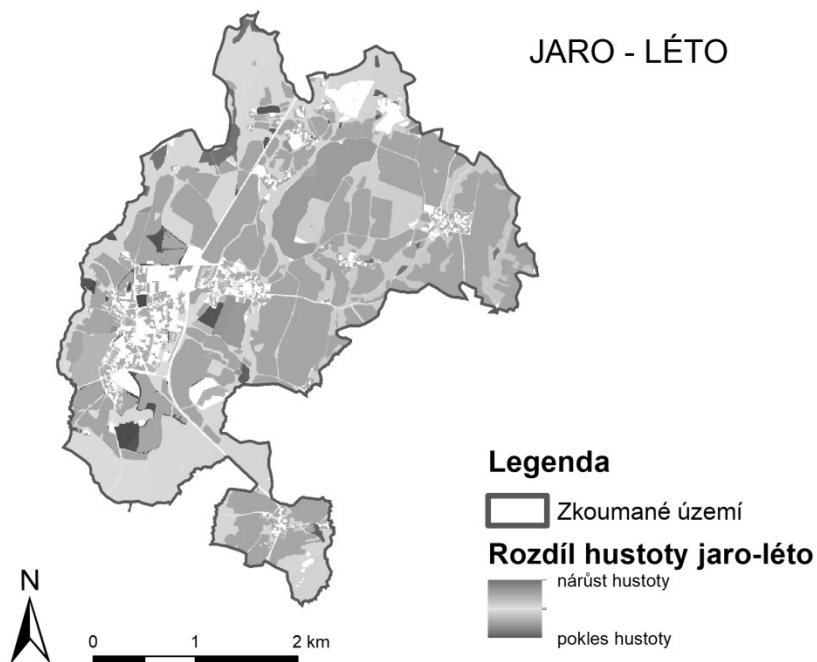 JARO - LÉTO
Legenda
Zkoumané území
Rozdíl hustoty jaro-léto
nárůst hustoty
pokles hustoty
N
0 1 2 km